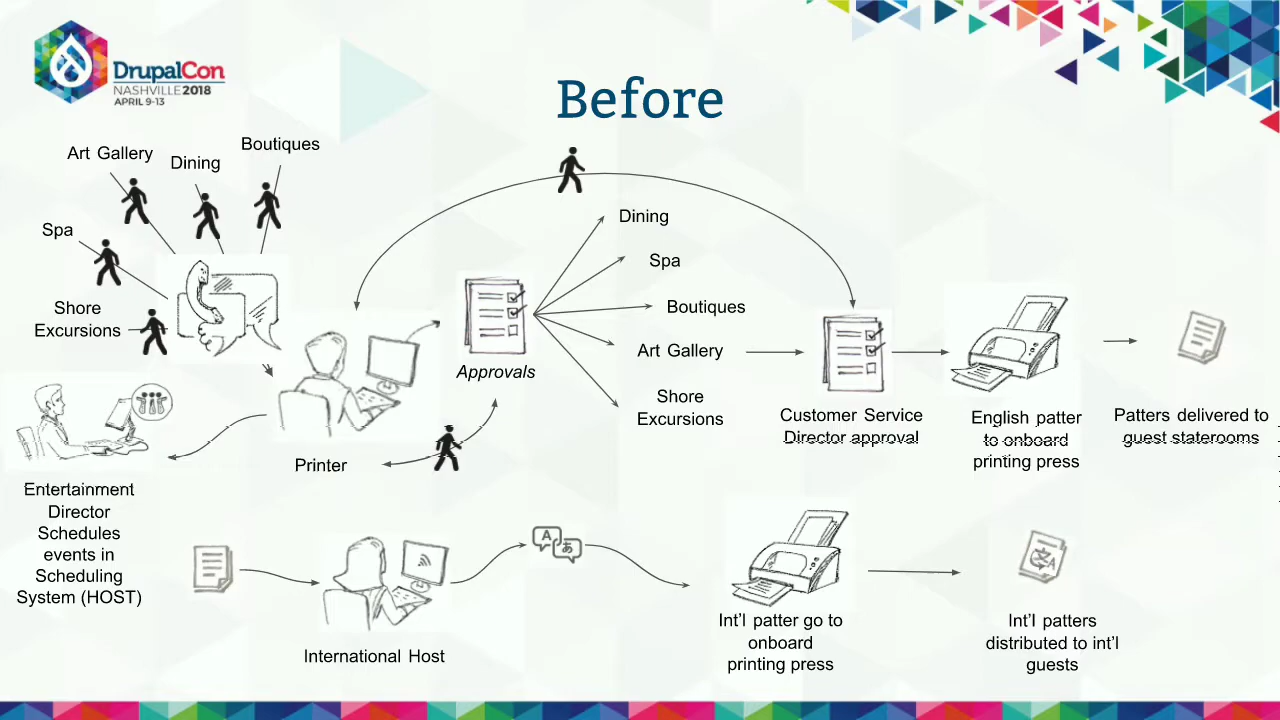 DrupalCon
NASHVILLE 2018
APRIL 9-13
Before
Art Gallery
Dining
Boutiques
Spa
Shore
Excursions
Dining
Spa
Boutiques
Art Gallery
Shore
Excursions
Approvals
Printer
Customer Service
Director approval
English patter
to onboard
printing press
Patters delivered to
guest staterooms
Entertainment
Director
Schedules
events in
Scheduling
System (HOST)
International Host
A
あ
Int'l patter go to
onboard
printing press
A
Int'l patters
distributed to int'l
guests